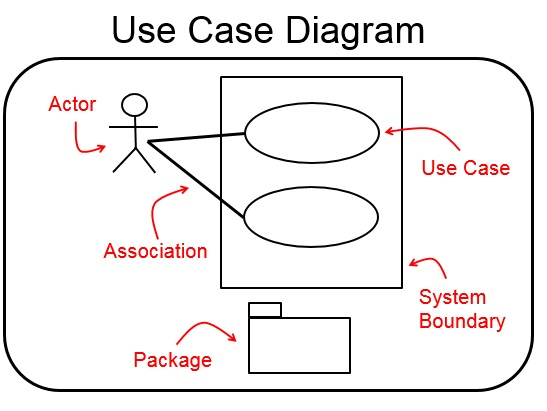 Use Case Diagram
Actor
Use Case
Association
System
Boundary
Package